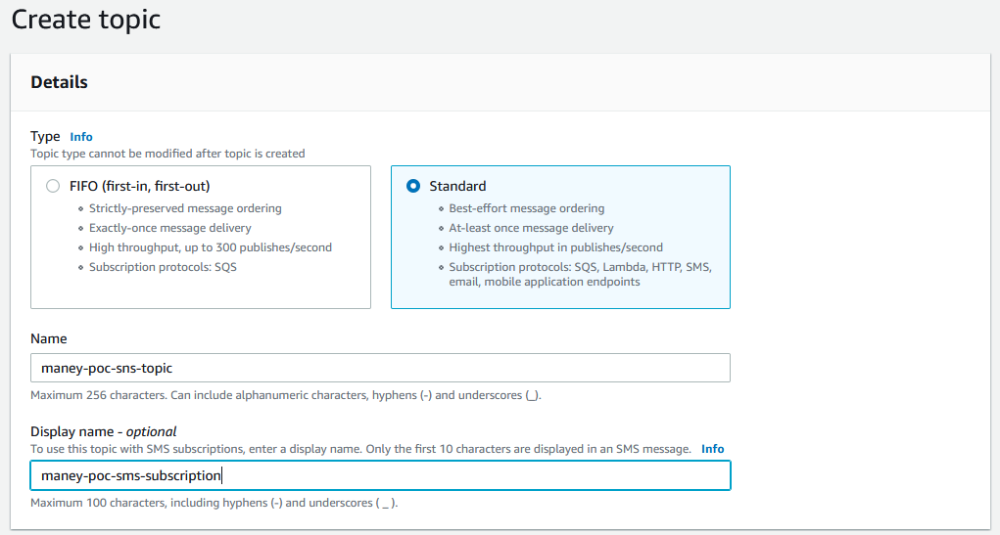 Create topic
Details
Type Info
Topic type cannot be modified after topic is created
FIFO (first-in, first-out)
Strictly-preserved message ordering
Exactly-once message delivery
High throughput, up to 300 publishes/second
Subscription protocols: SQS
Standard
Best-effort message ordering
At-least once message delivery
Highest throughput in publishes/second
Subscription protocols: SQS, Lambda, HTTP, SMS,
email, mobile application endpoints
Name
maney-poc-sns-topic
Maximum 256 characters. Can include alphanumeric characters, hyphens (-) and underscores (_).
Display name - optional
To use this topic with SMS subscriptions, enter a display name. Only the first 10 characters are displayed in an SMS message. Info
maney-poc-sms-subscription
Maximum 100 characters, including hyphens (-) and underscores ( _ ).